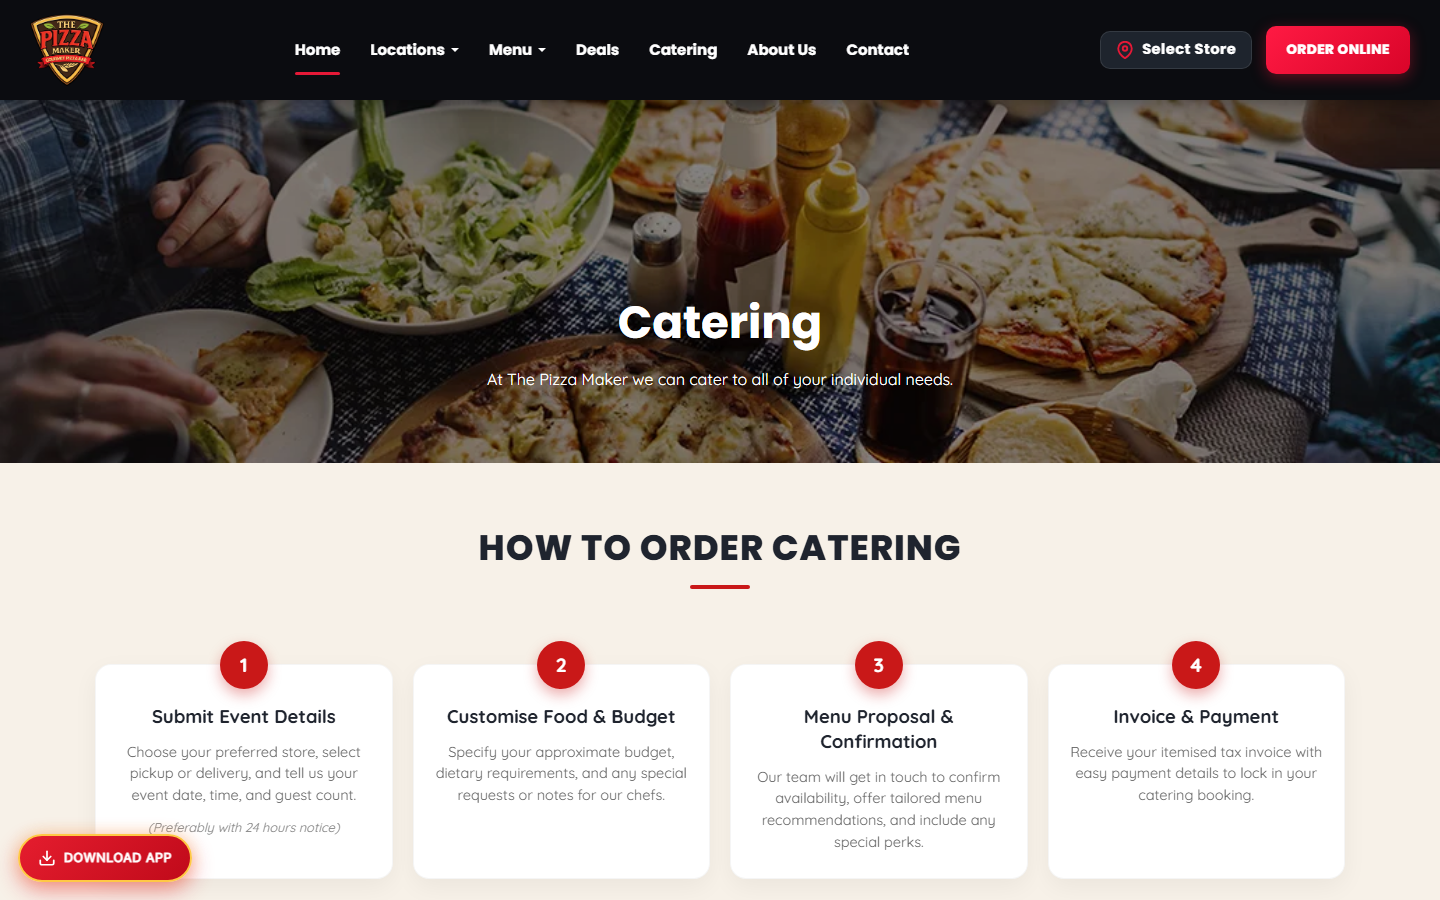 THE
PIZZA
MAKER
Home
Locations
Menu
Deals
Catering
About Us
Contact
Select Store
ORDER ONLINE
Catering
At The Pizza Maker we can cater to all of your individual needs.
HOW TO ORDER CATERING
1
Submit Event Details
Choose your preferred store, select
pickup or delivery, and tell us your
event date, time, and guest count.
(Preferably with 24 hours notice)
2
Customise Food & Budget
Specify your approximate budget,
dietary requirements, and any special
requests or notes for our chefs.
3
Menu Proposal &
Confirmation
Our team will get in touch to confirm
availability, offer tailored menu
recommendations, and include any
special perks.
4
Invoice & Payment
Receive your itemised tax invoice with
easy payment details to lock in your
catering booking.
DOWNLOAD APP